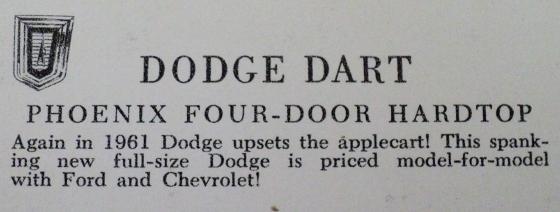 DODGE DART
PHOENIX FOUR-DOOR HARDTOP
Again in 1961 Dodge upsets the applecart! This spank-
ing new full-size Dodge is priced model-for-model
with Ford and Chevrolet!